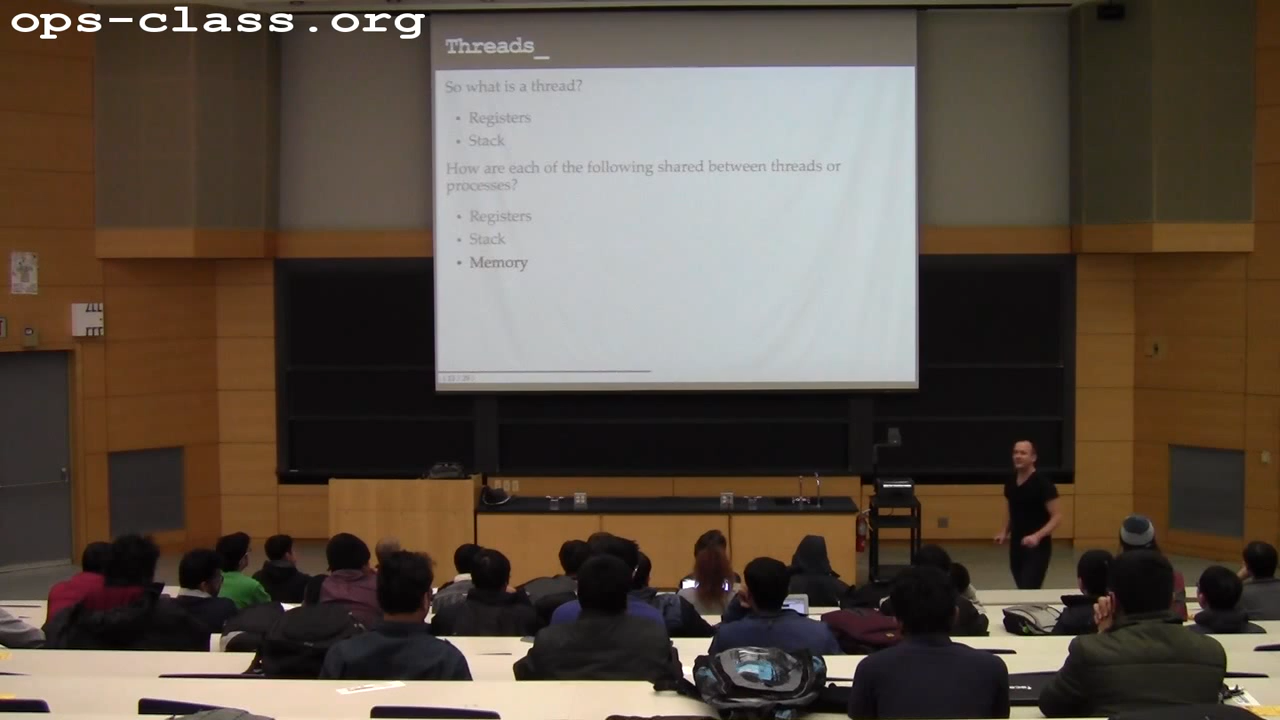 ops-class.org
Threads_
So what is a thread?
• Registers
• Stack
How are each of the following shared between threads or
processes?
• Registers
• Stack
• Memory